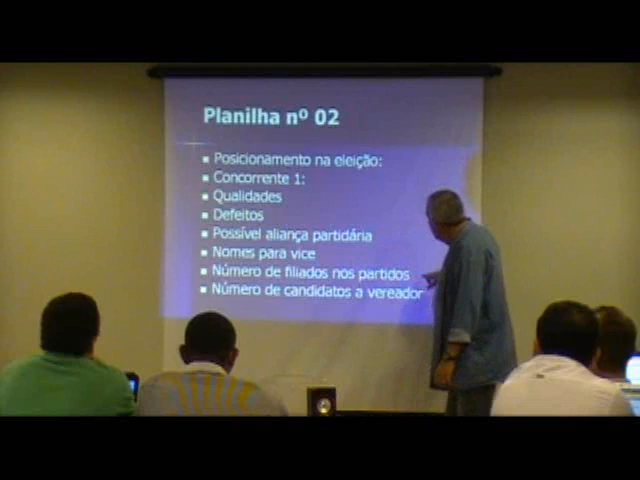 Planilha nº 02
Posicionamento na eleição:
Concorrente 1:
Qualidades
Defeitos
Possível aliança partidária
Nomes para vice
Número de filiados nos partidos
Número de candidatos a vereador